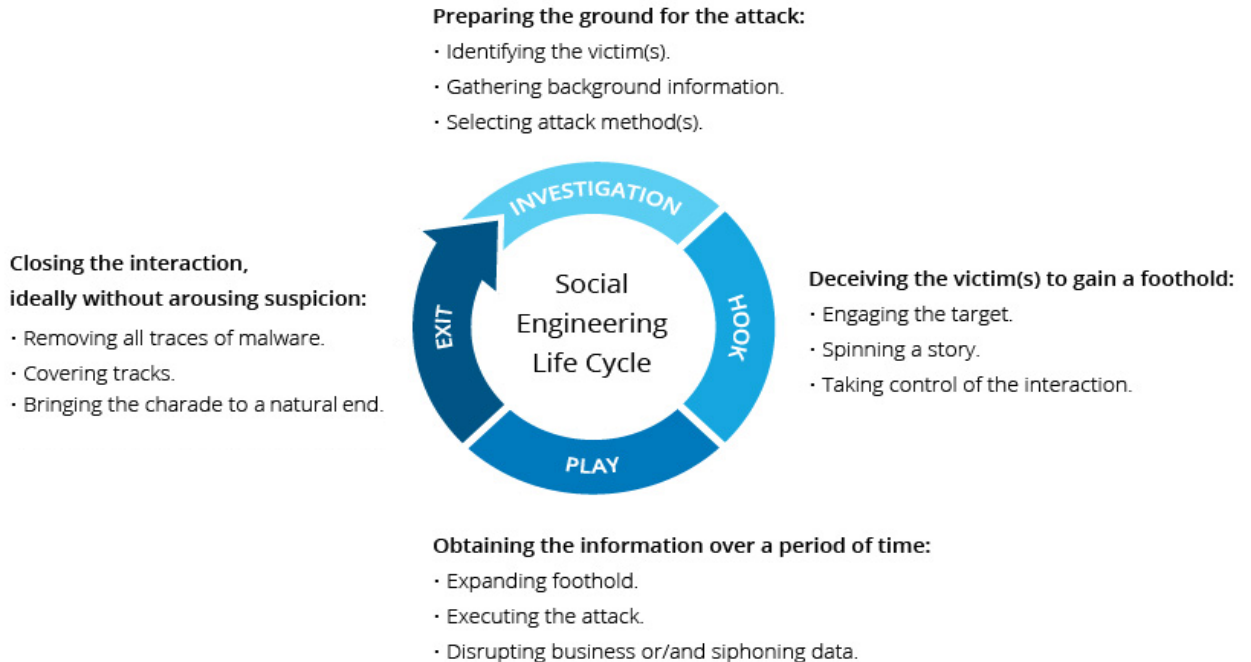 Preparing the ground for the attack:
· Identifying the victim(s).
· Gathering background information.
· Selecting attack method(s).
INVESTIGATION
HOOK
PLAY
EXIT
Social
Engineering
Life Cycle
Closing the interaction,
ideally without arousing suspicion:
· Removing all traces of malware.
· Covering tracks.
· Bringing the charade to a natural end.
Deceiving the victim(s) to gain a foothold:
· Engaging the target.
· Spinning a story.
· Taking control of the interaction.
Obtaining the information over a period of time:
· Expanding foothold.
· Executing the attack.
· Disrupting business or/and siphoning data.